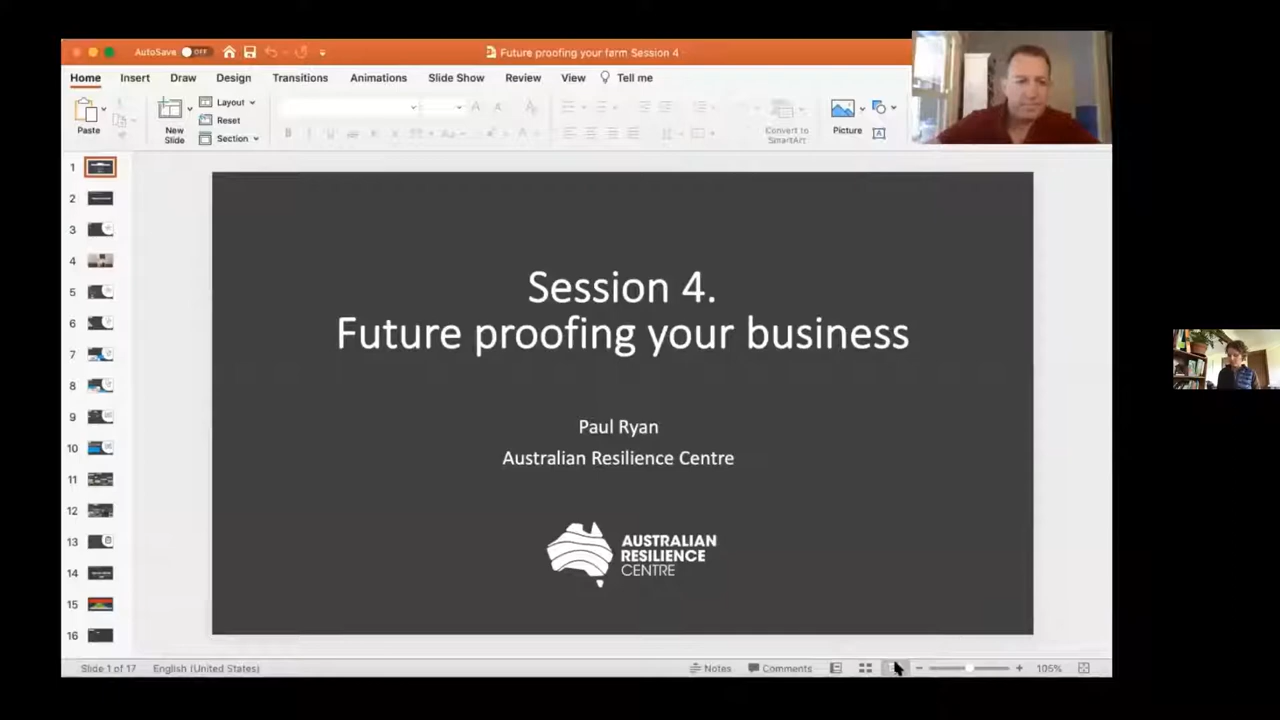 AutoSave OFF
Future proofing your farm Session 4
Home Insert Draw Design Transitions Animations Slide Show Review View Tell me
Paste
New Slide
Layout
Reset
Section
Convert to SmartArt
Picture
1
2
3
4
5
6
7
8
9
10
11
12
13
14
15
16
Session 4.
Future proofing your business
Paul Ryan
Australian Resilience Centre
AUSTRALIAN
RESILIENCE
CENTRE
Slide 1 of 17 English (United States) Notes Comments 105%